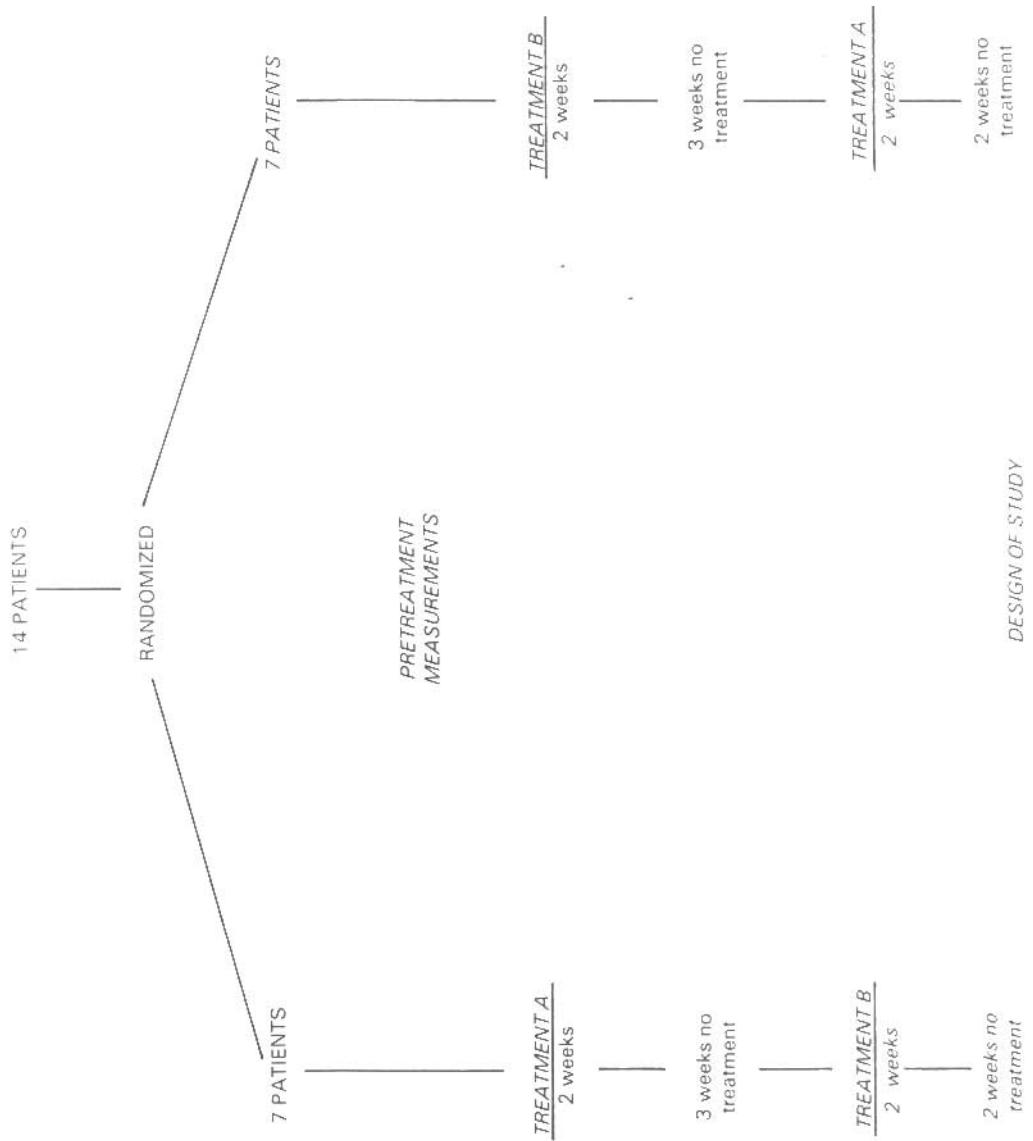 14 PATIENTS
RANDOMIZED
7 PATIENTS
7 PATIENTS
PRETREATMENT
MEASUREMENTS
TREATMENT A
2 weeks
3 weeks no
treatment
TREATMENT B
2 weeks
2 weeks no
treatment
TREATMENT B
2 weeks
3 weeks no
treatment
TREATMENT A
2 weeks
2 weeks no
treatment
DESIGN OF STUDY